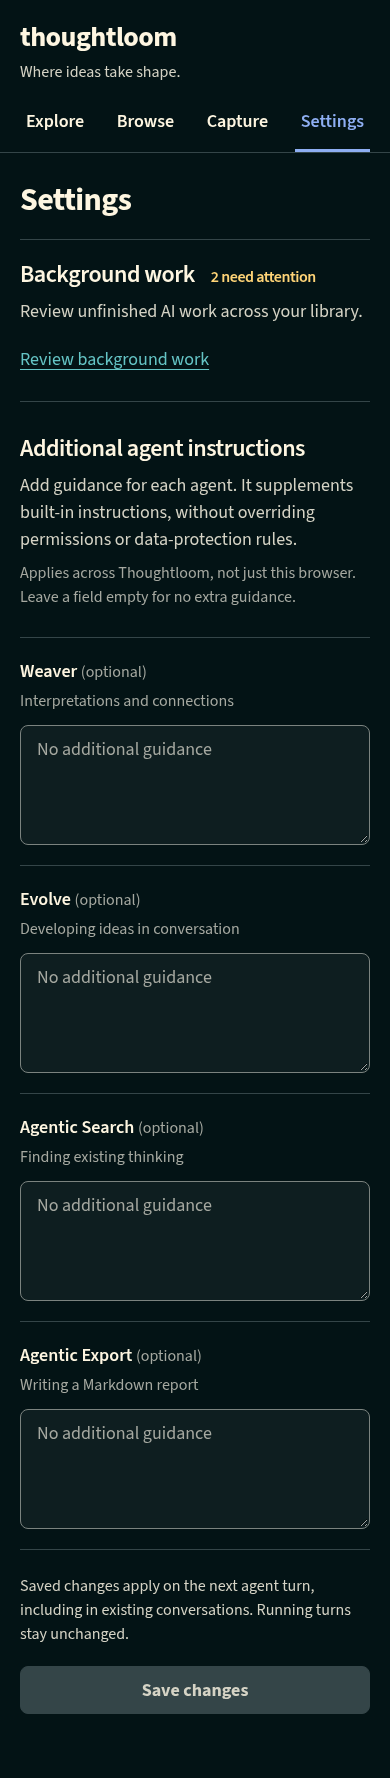 thoughtloom
Where ideas take shape.
Explore Browse Capture Settings
Settings
Background work 2 need attention
Review unfinished AI work across your library.
Review background work
Additional agent instructions
Add guidance for each agent. It supplements
built-in instructions, without overriding
permissions or data-protection rules.
Applies across Thoughtloom, not just this browser.
Leave a field empty for no extra guidance.
Weaver (optional)
Interpretations and connections
No additional guidance
Evolve (optional)
Developing ideas in conversation
No additional guidance
Agentic Search (optional)
Finding existing thinking
No additional guidance
Agentic Export (optional)
Writing a Markdown report
No additional guidance
Saved changes apply on the next agent turn,
including in existing conversations. Running turns
stay unchanged.
Save changes